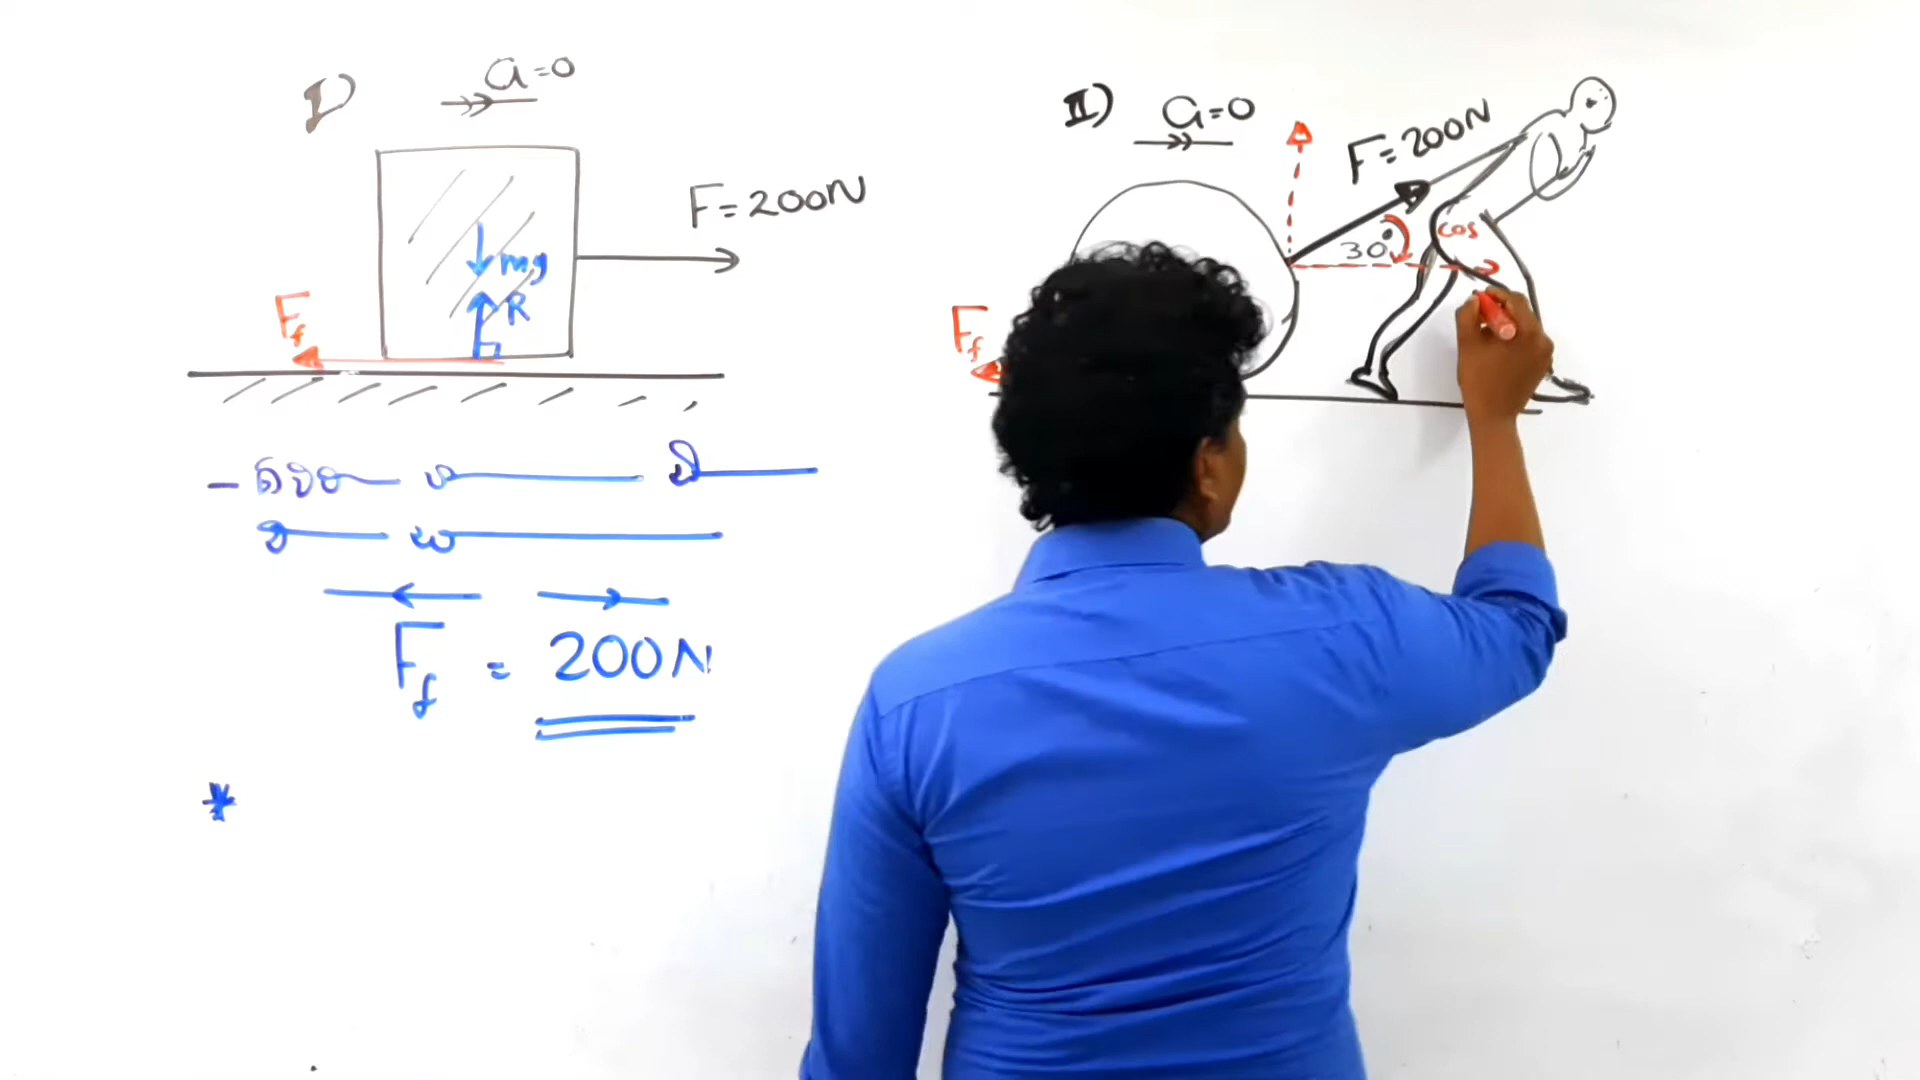 I)
a=0
F=200N
mg
R
Ff
Ff = 200N
*
II)
a=0
F=200N
30°
cos
Ff